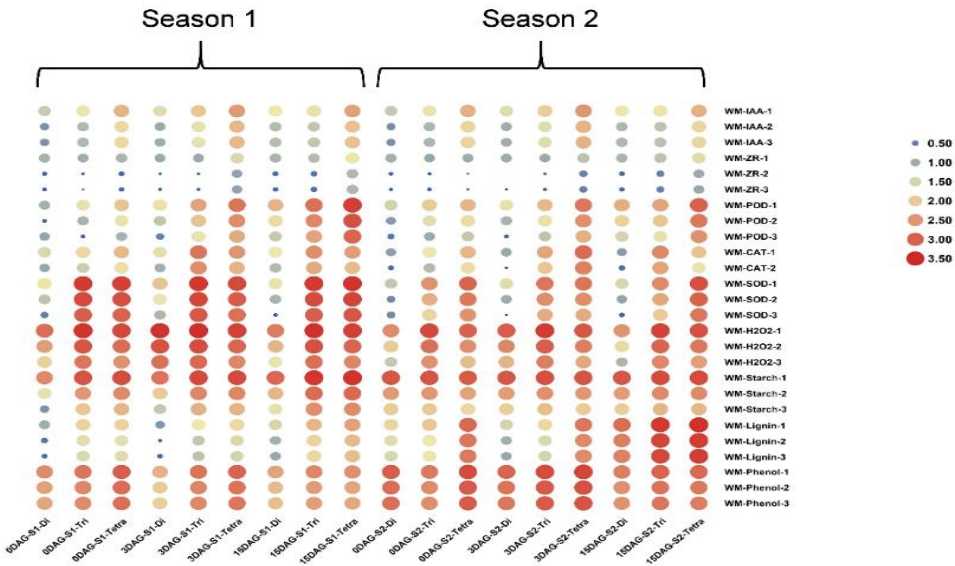 Season 1
Season 2
WM-IAA-1
WM-IAA-2
WM-IAA-3
WM-ZR-1
WM-ZR-2
WM-ZR-3
WM-POD-1
WM-POD-2
WM-POD-3
WM-CAT-1
WM-CAT-2
WM-SOD-1
WM-SOD-2
WM-SOD-3
WM-H2O2-1
WM-H2O2-2
WM-H2O2-3
WM-Starch-1
WM-Starch-2
WM-Starch-3
WM-Lignin-1
WM-Lignin-2
WM-Lignin-3
WM-Phenol-1
WM-Phenol-2
WM-Phenol-3
0.50
1.00
1.50
2.00
2.50
3.00
3.50
0DAG-S1-Di
0DAG-S1-Tri
0DAG-S1-Tetra
3DAG-S1-Di
3DAG-S1-Tri
3DAG-S1-Tetra
15DAG-S1-Di
15DAG-S1-Tri
15DAG-S1-Tetra
0DAG-S2-Di
0DAG-S2-Tri
0DAG-S2-Tetra
3DAG-S2-Di
3DAG-S2-Tri
3DAG-S2-Tetra
15DAG-S2-Di
15DAG-S2-Tri
15DAG-S2-Tetra